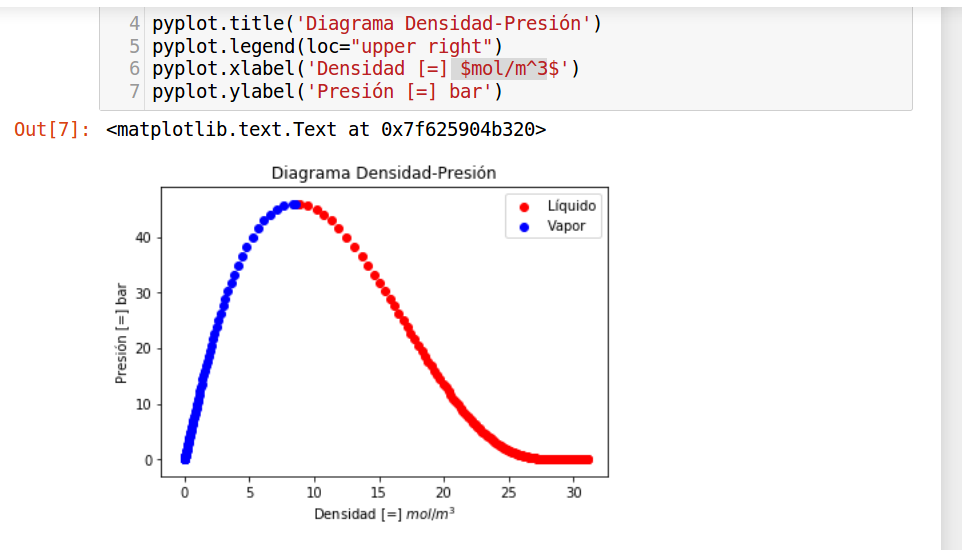 4 pyplot.title('Diagrama Densidad-Presión')
5 pyplot.legend(loc="upper right")
6 pyplot.xlabel('Densidad [=] $mol/m^3$')
7 pyplot.ylabel('Presión [=] bar')
Out[7]: <matplotlib.text.Text at 0x7f625904b320>
Diagrama Densidad-Presión
Líquido
Vapor
40
30
20
10
0
Presión [=] bar
0 5 10 15 20 25 30
Densidad [=] mol/m³